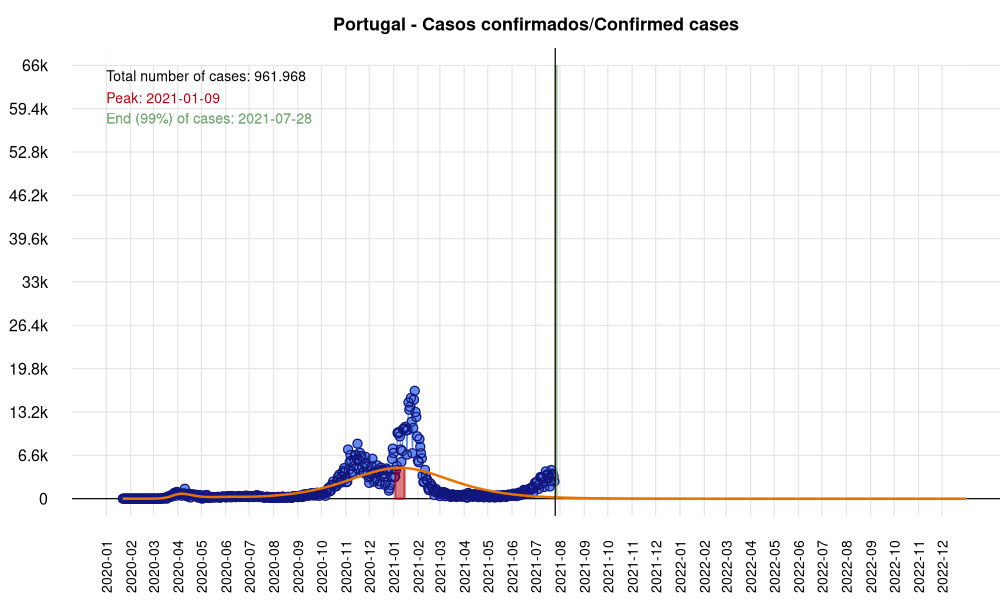 Portugal - Casos confirmados/Confirmed cases
66k
Total number of cases: 961.968
Peak: 2021-01-09
59.4k
End (99%) of cases: 2021-07-28
52.8k
46.2k
39.6k
33k
26.4k
19.8k
13.2k
6.6k
0
2020-01
2020-02
2020-03
2020-04
2020-05
2020-06
2020-07
2020-08
2020-09
2020-10
2020-11
2020-12
2021-01
2021-02
2021-03
2021-04
2021-05
2021-06
2021-07
2021-08
2021-09
2021-10
2021-11
2021-12
2022-01
2022-02
2022-03
2022-04
2022-05
2022-06
2022-07
2022-08
2022-09
2022-10
2022-11
2022-12